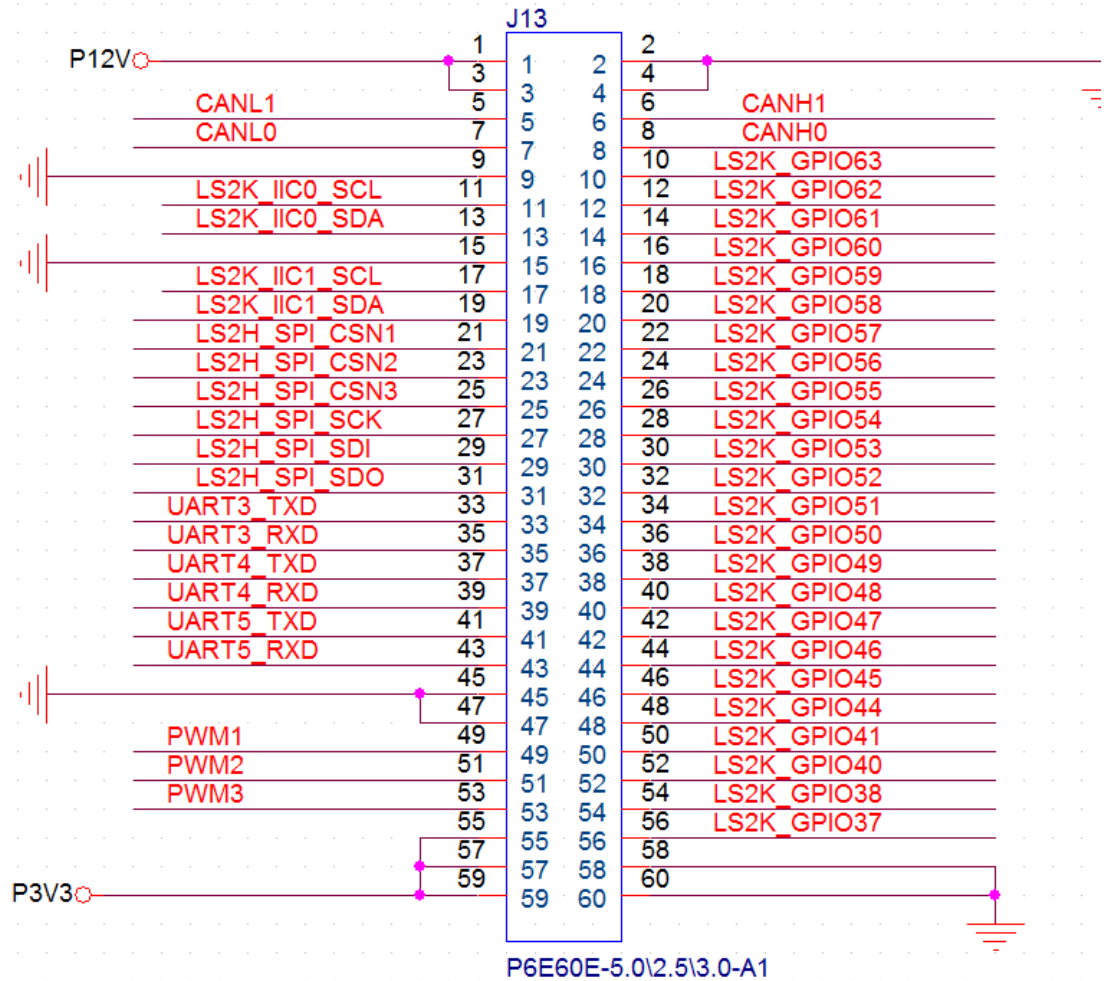 J13
P12V 1 1 2 2
3 3 4 4
CANL1 5 5 6 6 CANH1
CANL0 7 7 8 8 CANH0
9 9 10 10 LS2K_GPIO63
LS2K_IIC0_SCL 11 11 12 12 LS2K_GPIO62
LS2K_IIC0_SDA 13 13 14 14 LS2K_GPIO61
15 15 16 16 LS2K_GPIO60
LS2K_IIC1_SCL 17 17 18 18 LS2K_GPIO59
LS2K_IIC1_SDA 19 19 20 20 LS2K_GPIO58
LS2H_SPI_CSN1 21 21 22 22 LS2K_GPIO57
LS2H_SPI_CSN2 23 23 24 24 LS2K_GPIO56
LS2H_SPI_CSN3 25 25 26 26 LS2K_GPIO55
LS2H_SPI_SCK 27 27 28 28 LS2K_GPIO54
LS2H_SPI_SDI 29 29 30 30 LS2K_GPIO53
LS2H_SPI_SDO 31 31 32 32 LS2K_GPIO52
UART3_TXD 33 33 34 34 LS2K_GPIO51
UART3_RXD 35 35 36 36 LS2K_GPIO50
UART4_TXD 37 37 38 38 LS2K_GPIO49
UART4_RXD 39 39 40 40 LS2K_GPIO48
UART5_TXD 41 41 42 42 LS2K_GPIO47
UART5_RXD 43 43 44 44 LS2K_GPIO46
45 45 46 46 LS2K_GPIO45
47 47 48 48 LS2K_GPIO44
PWM1 49 49 50 50 LS2K_GPIO41
PWM2 51 51 52 52 LS2K_GPIO40
PWM3 53 53 54 54 LS2K_GPIO38
55 55 56 56 LS2K_GPIO37
57 57 58 58
P3V3 59 59 60 60
P6E60E-5.0\2.5\3.0-A1